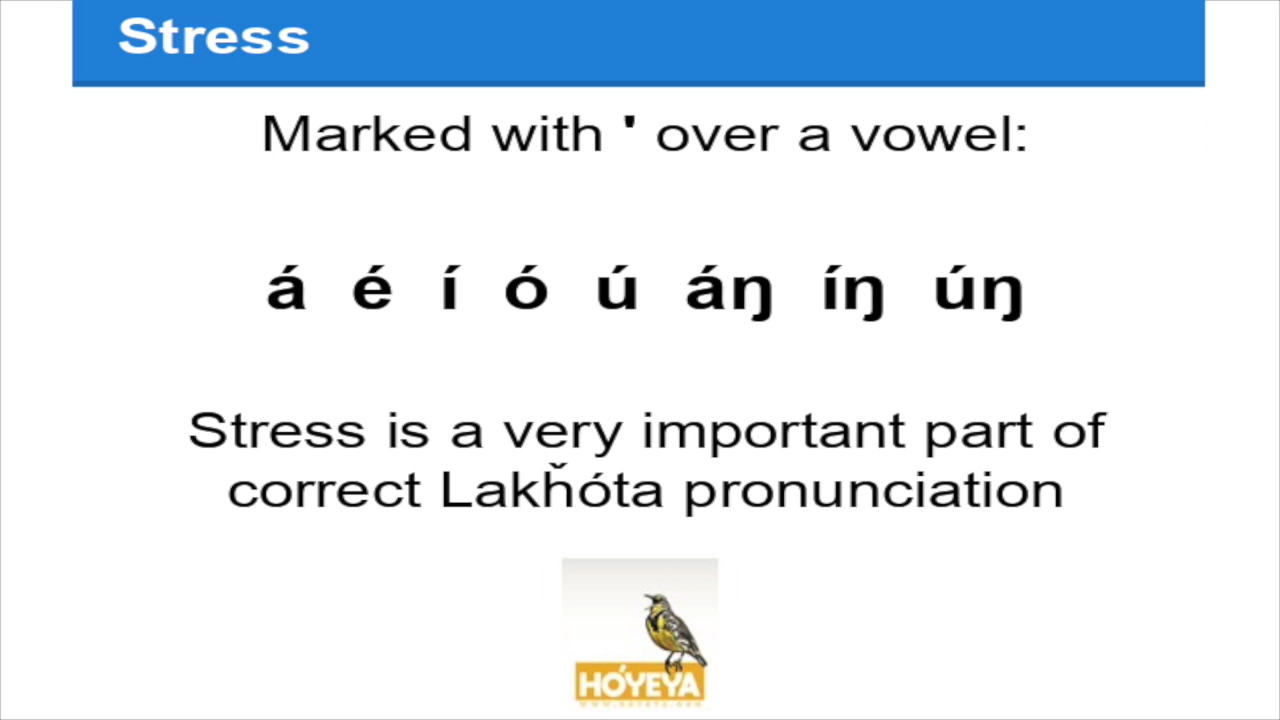 Stress
Marked with ' over a vowel:
á é í ó ú áŋ íŋ úŋ
Stress is a very important part of
correct Lakȟóta pronunciation
HÓYEYA